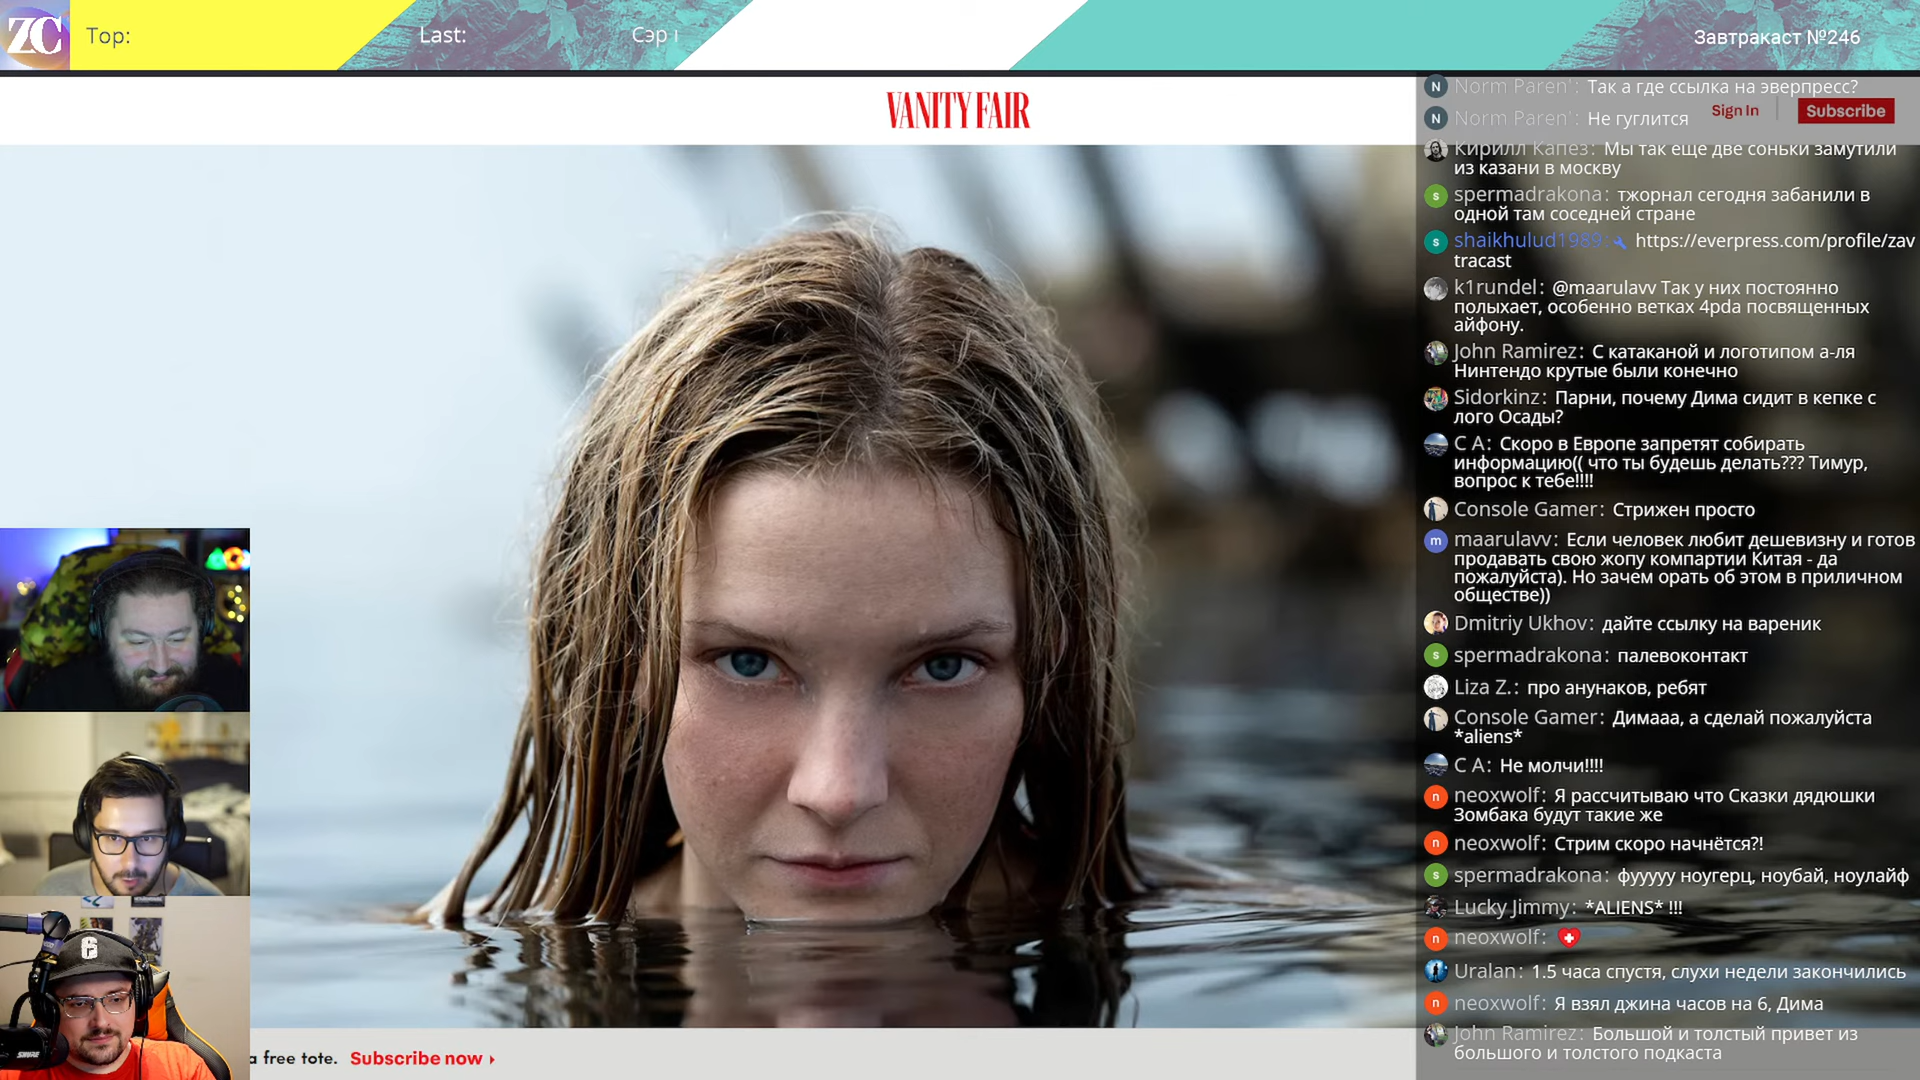 ZC
Top:
Last:
Сэр
Завтракаст №246
VANITY FAIR
Sign In
Subscribe
N Norm Paren': Так а где ссылка на эверпресс?
N Norm Paren': Не гуглится
Кирилл Капез: Мы так еще две соньки замутили
из казани в москву
s spermadrakona: тжорнал сегодня забанили в
одной там соседней стране
s shaikhulud1989: https://everpress.com/profile/zav
tracast
k1rundel: @maarulavv Так у них постоянно
полыхает, особенно ветках 4pda посвященных
айфону.
John Ramirez: С катаканой и логотипом а-ля
Нинтендо крутые были конечно
Sidorkinz: Парни, почему Дима сидит в кепке с
лого Осады?
C A: Скоро в Европе запретят собирать
информацию(( что ты будешь делать??? Тимур,
вопрос к тебе!!!!
Console Gamer: Стрижен просто
m maarulavv: Если человек любит дешевизну и готов
продавать свою жопу компартии Китая - да
пожалуйста). Но зачем орать об этом в приличном
обществе))
Dmitriy Ukhov: дайте ссылку на вареник
s spermadrakona: палевоконтакт
Liza Z.: про анунаков, ребят
Console Gamer: Димааа, а сделай пожалуйста
*aliens*
C A: Не молчи!!!!
n neoxwolf: Я рассчитываю что Сказки дядюшки
Зомбака будут такие же
n neoxwolf: Стрим скоро начнётся?!
s spermadrakona: фууууу ноугерц, ноубай, ноулайф
Lucky Jimmy: *ALIENS* !!!
n neoxwolf:
Uralan: 1.5 часа спустя, слухи недели закончились
n neoxwolf: Я взял джина часов на 6, Дима
John Ramirez: Большой и толстый привет из
большого и толстого подкаста
6
SHURE
a free tote. Subscribe now